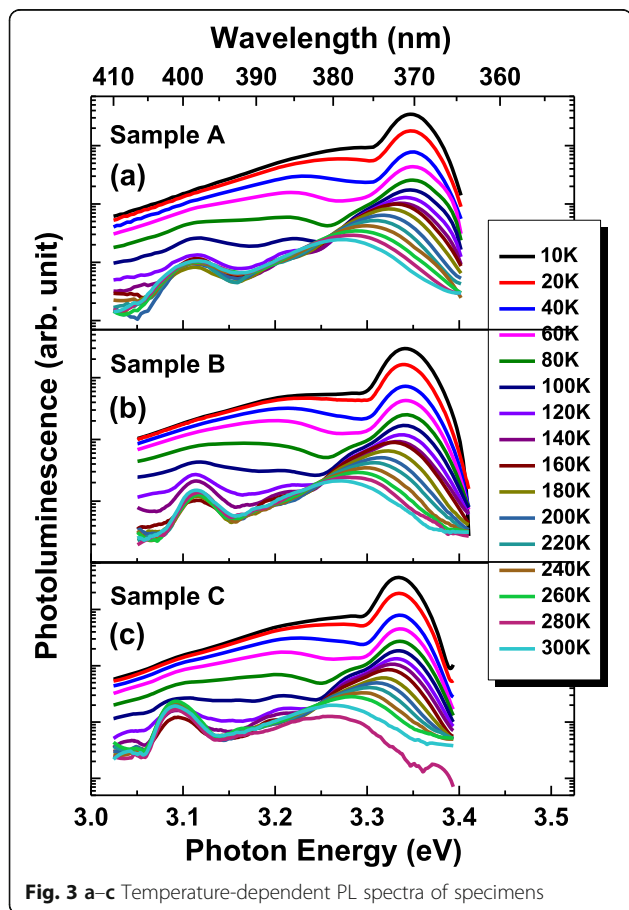 Wavelength (nm)
410 400 390 380 370 360
Sample A
(a)
Sample B
(b)
Sample C
(c)
Photoluminescence (arb. unit)
10K
20K
40K
60K
80K
100K
120K
140K
160K
180K
200K
220K
240K
260K
280K
300K
3.0 3.1 3.2 3.3 3.4 3.5
Photon Energy (eV)
Fig. 3 a–c Temperature-dependent PL spectra of specimens